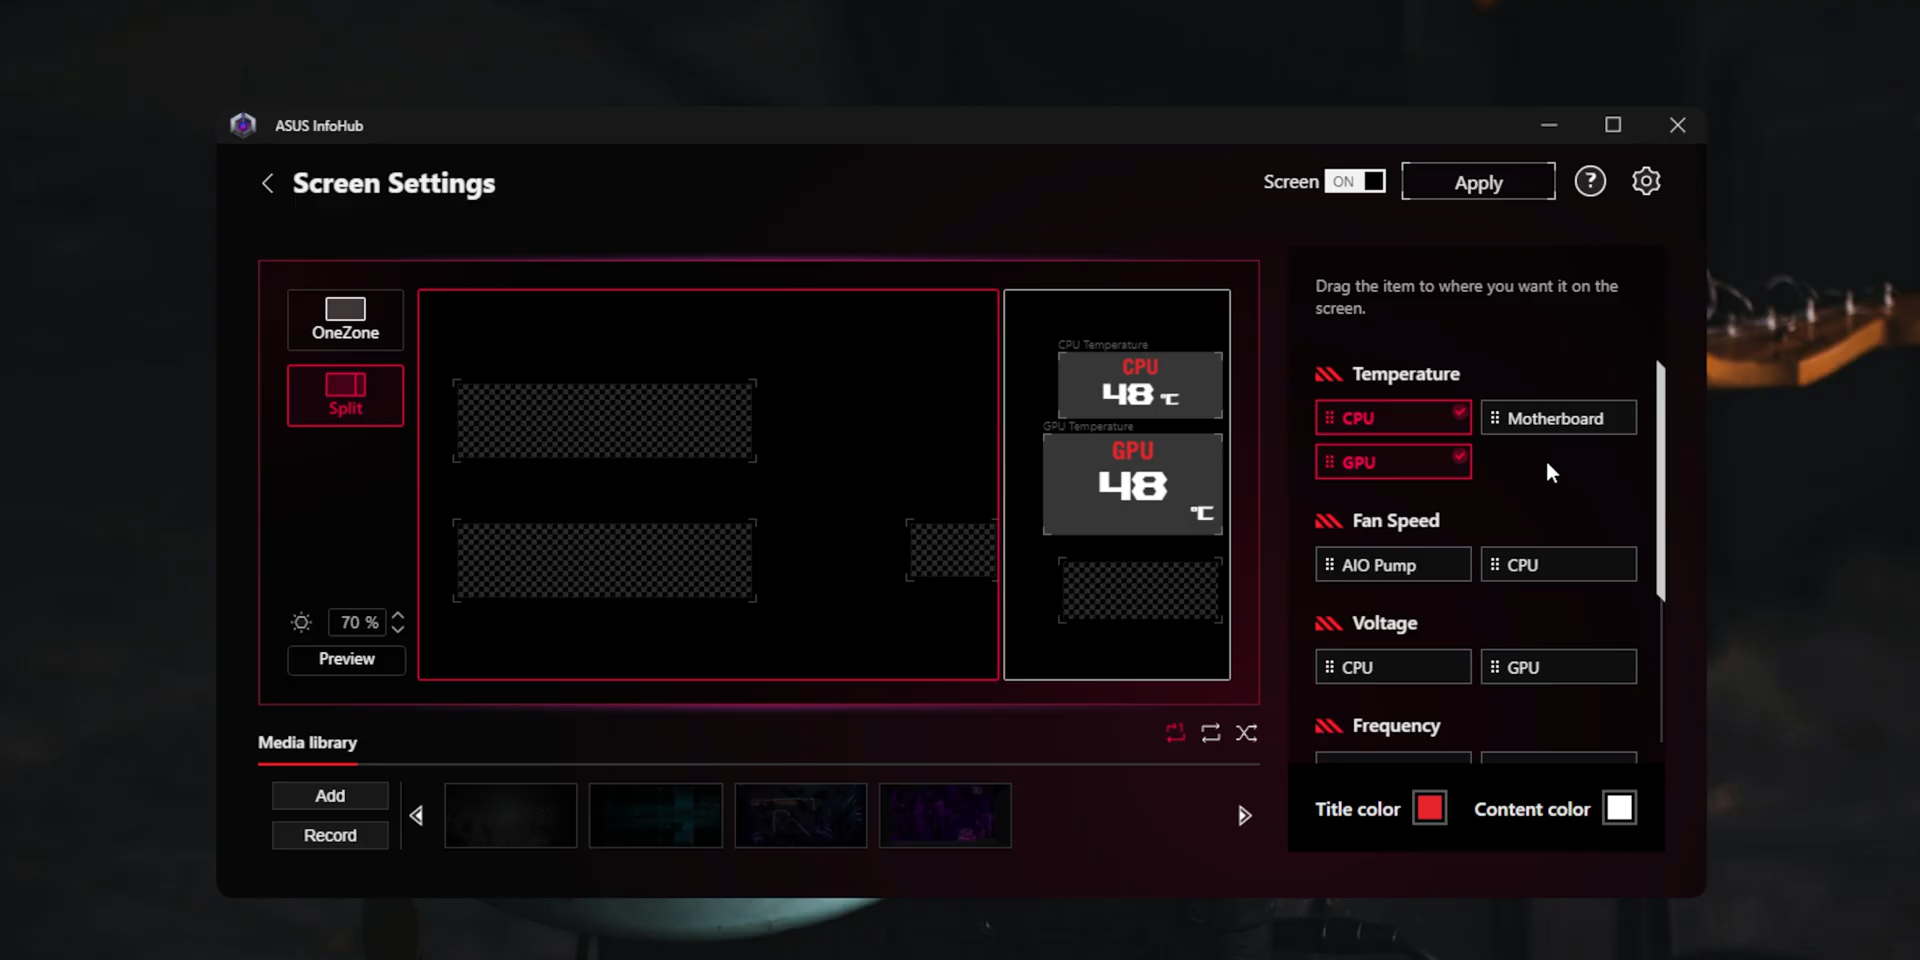 ASUS InfoHub
Screen Settings
Screen ON
Apply
?
OneZone
Split
70 %
Preview
CPU Temperature
CPU
48 °C
GPU Temperature
GPU
48
°C
Drag the item to where you want it on the
screen.
Temperature
CPU
Motherboard
GPU
Fan Speed
AIO Pump
CPU
Voltage
CPU
GPU
Frequency
Title color
Content color
Media library
Add
Record